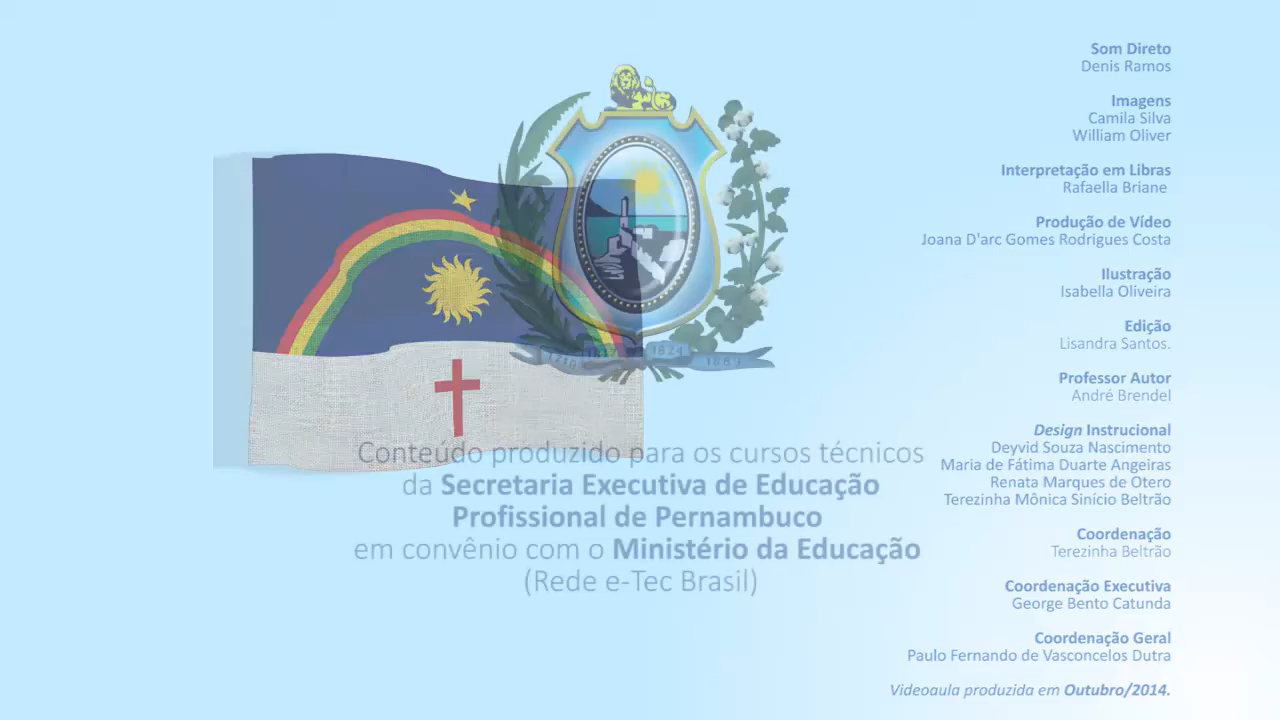 Som Direto
Denis Ramos
Imagens
Camila Silva
William Oliver
Interpretação em Libras
Rafaella Briane
Produção de Vídeo
Joana D'arc Gomes Rodrigues Costa
Ilustração
Isabella Oliveira
Edição
Lisandra Santos.
Professor Autor
André Brendel
Design Instrucional
Deyvid Souza Nascimento
Maria de Fátima Duarte Angeiras
Renata Marques de Otero
Terezinha Mônica Sinício Beltrão
Coordenação
Terezinha Beltrão
Coordenação Executiva
George Bento Catunda
Coordenação Geral
Paulo Fernando de Vasconcelos Dutra
Videoaula produzida em Outubro/2014.
1710 1817 1824 1889
Conteúdo produzido para os cursos técnicos
da Secretaria Executiva de Educação
Profissional de Pernambuco
em convênio com o Ministério da Educação
(Rede e-Tec Brasil)